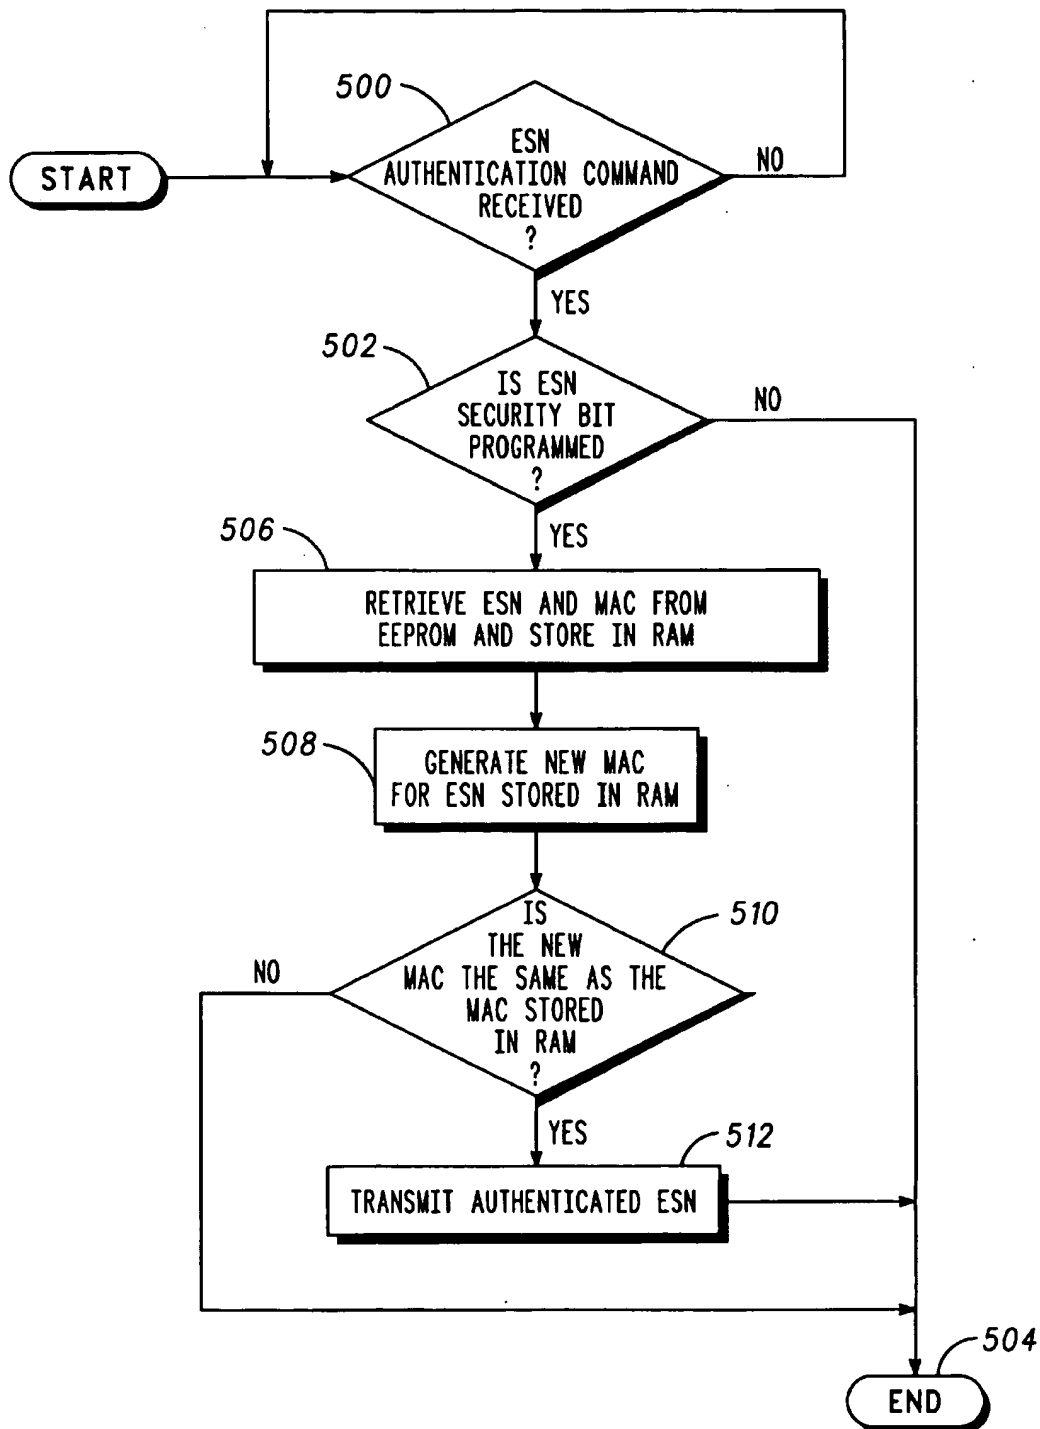 500
ESN
AUTHENTICATION COMMAND
RECEIVED
?
NO
START
YES
502
IS ESN
SECURITY BIT
PROGRAMMED
?
NO
YES
506
RETRIEVE ESN AND MAC FROM
EEPROM AND STORE IN RAM
508
GENERATE NEW MAC
FOR ESN STORED IN RAM
510
IS
THE NEW
MAC THE SAME AS THE
MAC STORED
IN RAM
?
NO
YES
512
TRANSMIT AUTHENTICATED ESN
504
END